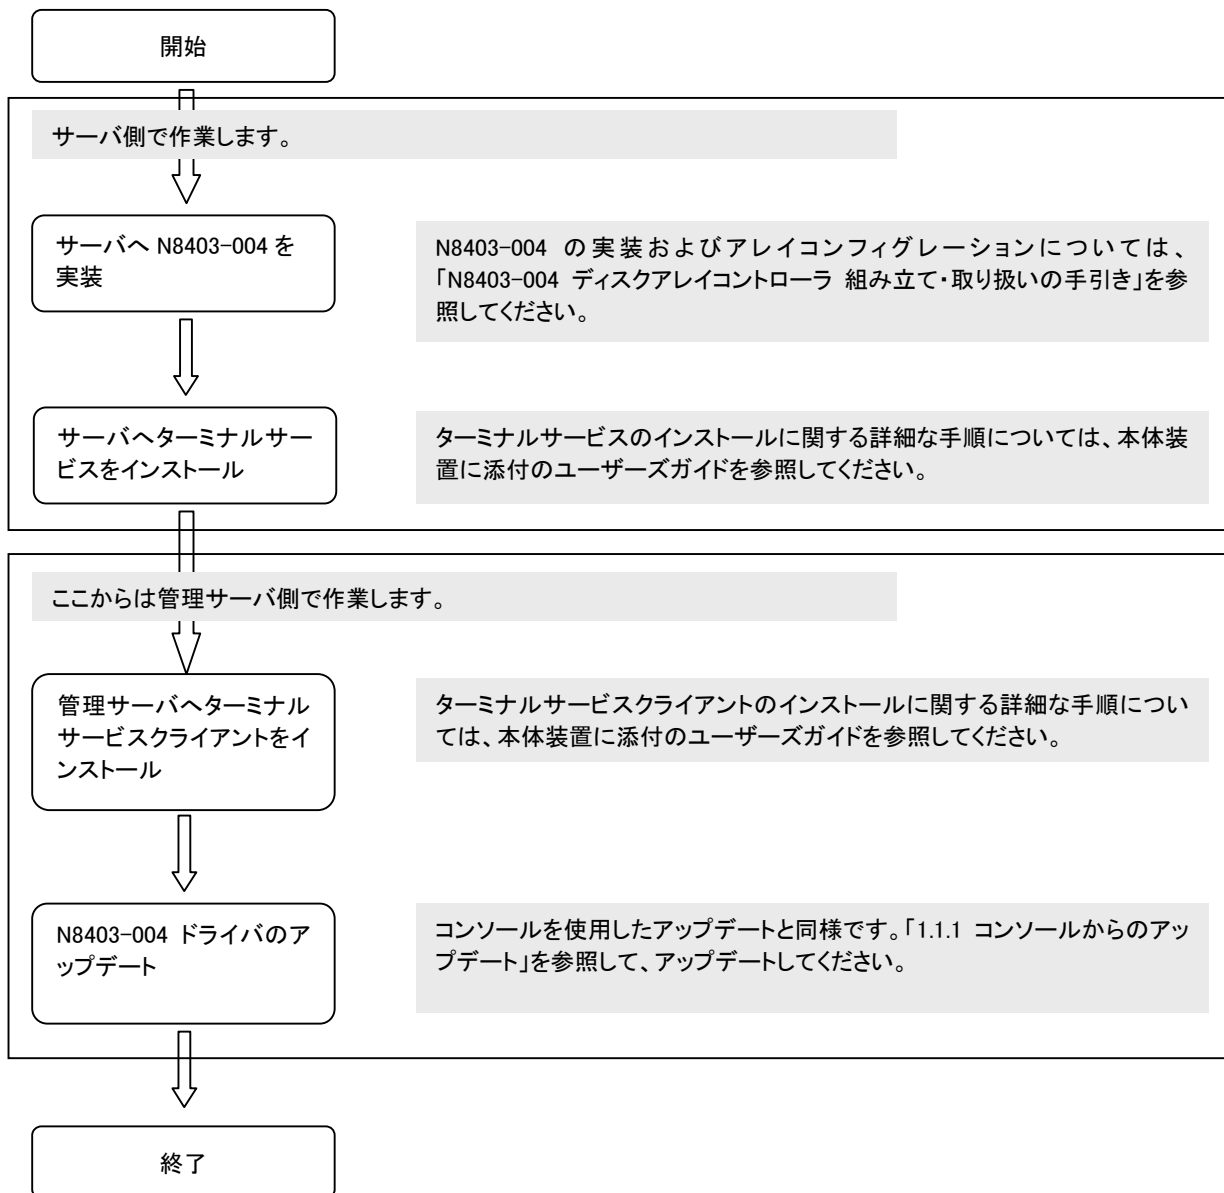 開始
サーバ側で作業します。
サーバへ N8403-004 を
実装
N8403-004 の実装およびアレイコンフィグレーションについては、
「N8403-004 ディスクアレイコントローラ 組み立て・取り扱いの手引き」を参
照してください。
サーバへターミナルサー
ビスをインストール
ターミナルサービスのインストールに関する詳細な手順については、本体装
置に添付のユーザーズガイドを参照してください。
ここからは管理サーバ側で作業します。
管理サーバへターミナル
サービスクライアントをイ
ンストール
ターミナルサービスクライアントのインストールに関する詳細な手順につい
ては、本体装置に添付のユーザーズガイドを参照してください。
N8403-004 ドライバのア
ップデート
コンソールを使用したアップデートと同様です。「1.1.1 コンソールからのアッ
プデート」を参照して、アップデートしてください。
終了